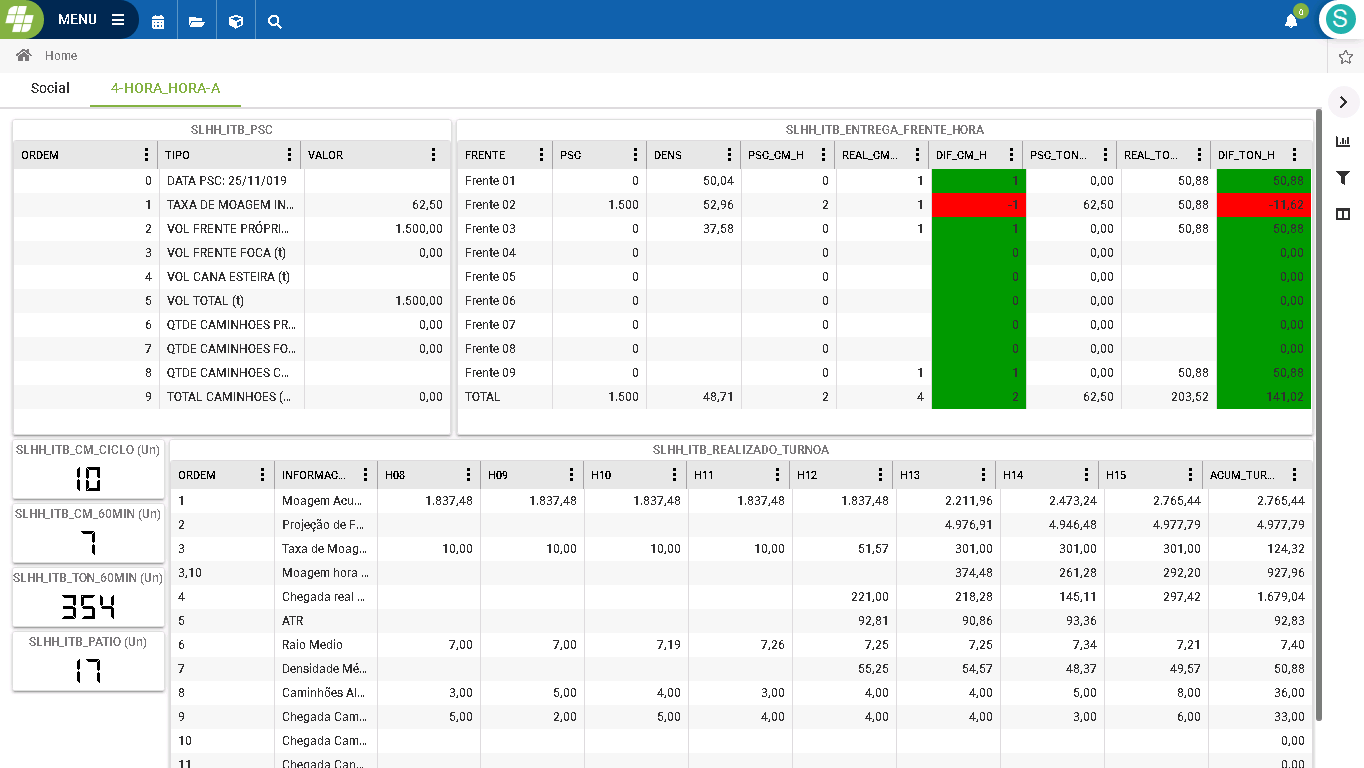 MENU
0
S
Home
Social 4-HORA_HORA-A
SLHH_ITB_PSC
ORDEM TIPO VALOR
0 DATA PSC: 25/11/019
1 TAXA DE MOAGEM IN... 62,50
2 VOL FRENTE PRÓPRI... 1.500,00
3 VOL FRENTE FOCA (t) 0,00
4 VOL CANA ESTEIRA (t)
5 VOL TOTAL (t) 1.500,00
6 QTDE CAMINHOES PR... 0,00
7 QTDE CAMINHOES FO... 0,00
8 QTDE CAMINHOES C...
9 TOTAL CAMINHOES (... 0,00
SLHH_ITB_ENTREGA_FRENTE_HORA
FRENTE PSC DENS PSC_CM_H REAL_CM... DIF_CM_H PSC_TON... REAL_TO... DIF_TON_H
Frente 01 0 50,04 0 1 1 0,00 50,88 50,88
Frente 02 1.500 52,96 2 1 -1 62,50 50,88 -11,62
Frente 03 0 37,58 0 1 1 0,00 50,88 50,88
Frente 04 0 0 0 0,00 0,00
Frente 05 0 0 0 0,00 0,00
Frente 06 0 0 0 0,00 0,00
Frente 07 0 0 0 0,00 0,00
Frente 08 0 0 0 0,00 0,00
Frente 09 0 0 1 1 0,00 50,88 50,88
TOTAL 1.500 48,71 2 4 2 62,50 203,52 141,02
SLHH_ITB_CM_CICLO (Un)
10
SLHH_ITB_CM_60MIN (Un)
7
SLHH_ITB_TON_60MIN (Un)
354
SLHH_ITB_PATIO (Un)
17
SLHH_ITB_REALIZADO_TURNOA
ORDEM INFORMAC... H08 H09 H10 H11 H12 H13 H14 H15 ACUM_TUR...
1 Moagem Acu... 1.837,48 1.837,48 1.837,48 1.837,48 1.837,48 2.211,96 2.473,24 2.765,44 2.765,44
2 Projeção de F... 4.976,91 4.946,48 4.977,79 4.977,79
3 Taxa de Moag... 10,00 10,00 10,00 10,00 51,57 301,00 301,00 301,00 124,32
3,10 Moagem hora ... 374,48 261,28 292,20 927,96
4 Chegada real ... 221,00 218,28 145,11 297,42 1.679,04
5 ATR 92,81 90,86 93,36 92,83
6 Raio Medio 7,00 7,00 7,19 7,26 7,25 7,25 7,34 7,21 7,40
7 Densidade Mé... 55,25 54,57 48,37 49,57 50,88
8 Caminhões Al... 3,00 5,00 4,00 3,00 4,00 4,00 5,00 8,00 36,00
9 Chegada Cam... 5,00 2,00 5,00 4,00 4,00 4,00 3,00 6,00 33,00
10 Chegada Cam... 0,00
11 Chegada Can... 0,00